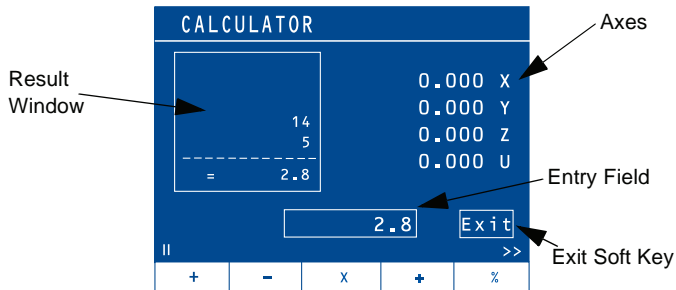 CALCULATOR
Axes
Result
Window
14
5
= 2.8
0.000 X
0.000 Y
0.000 Z
0.000 U
Entry Field
2.8
Exit
II
>>
Exit Soft Key
+ - X + %